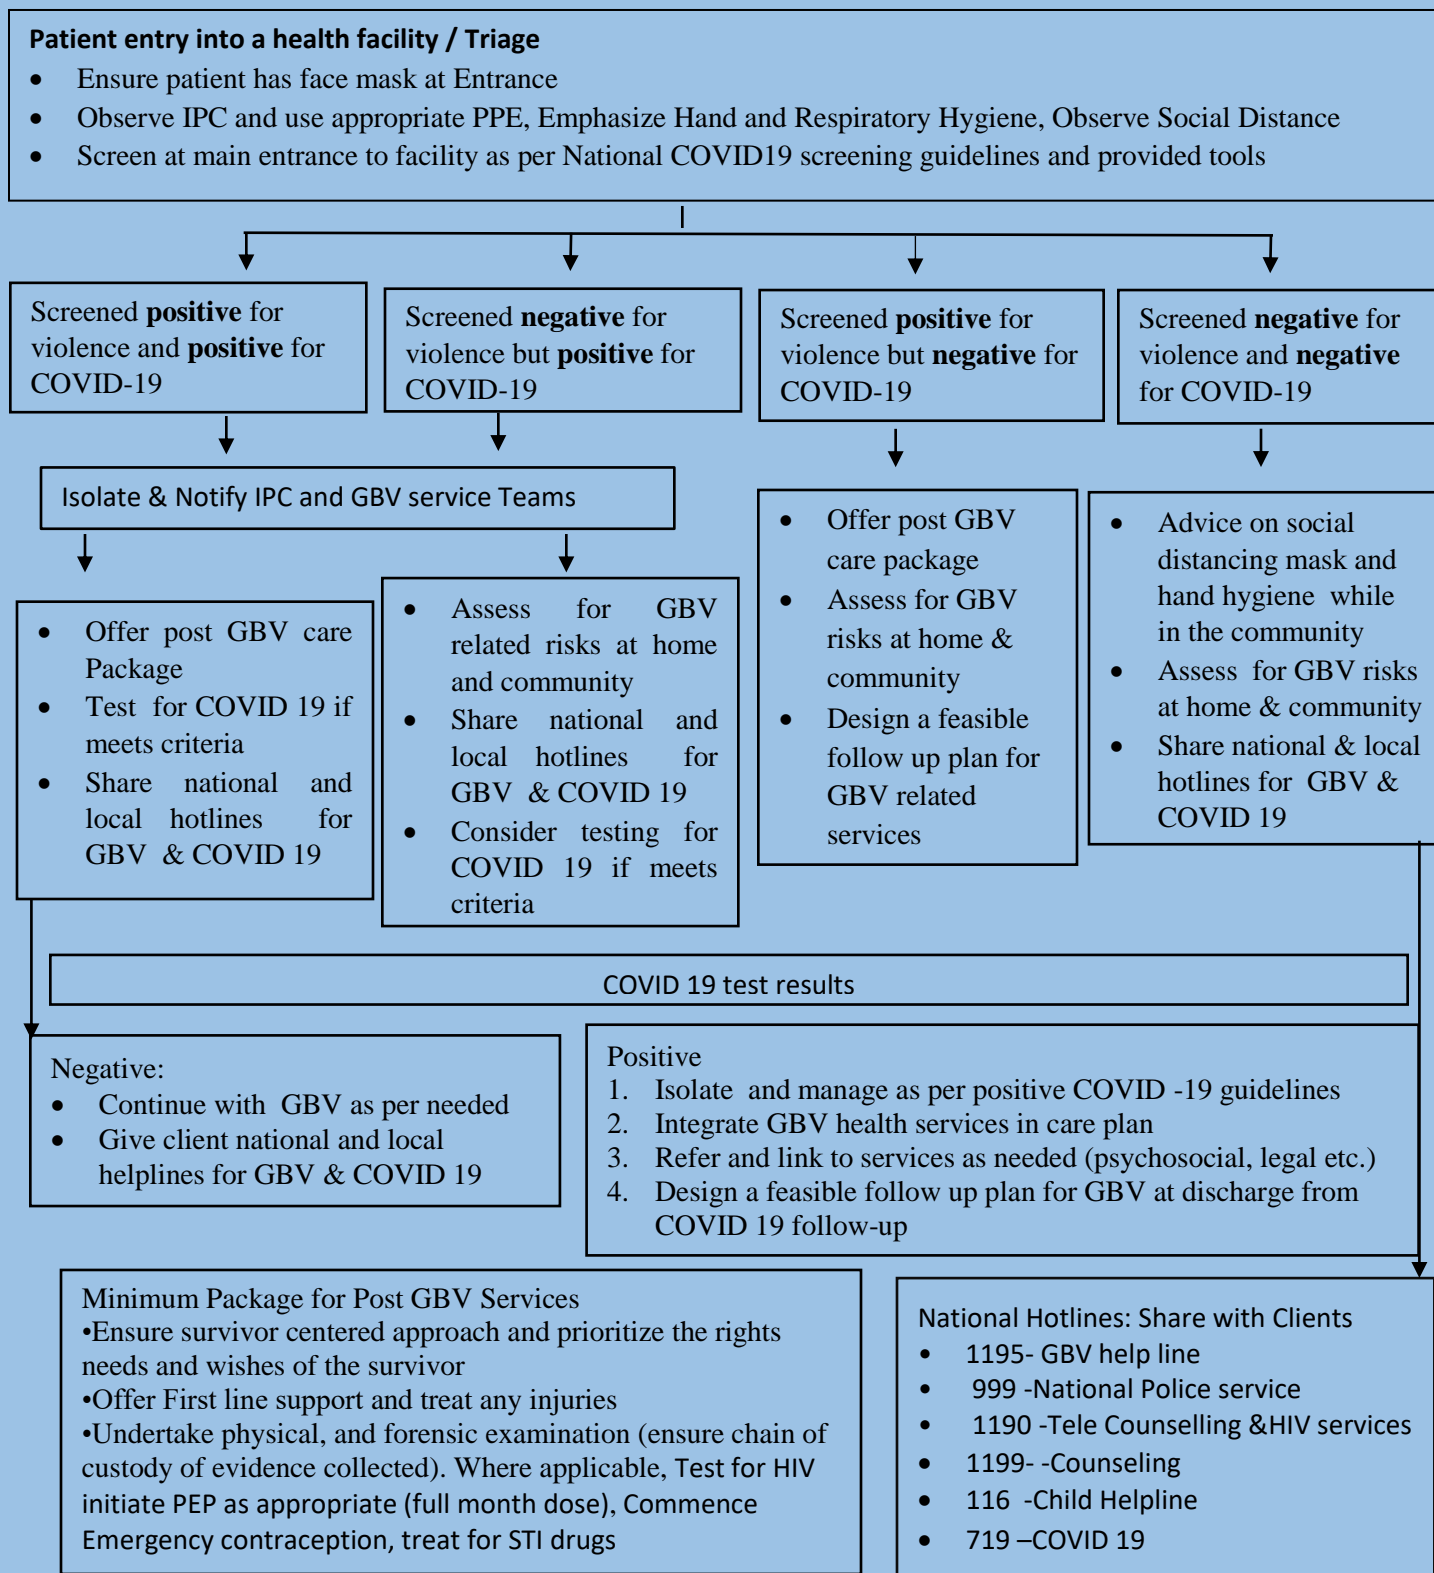 Patient entry into a health facility / Triage
• Ensure patient has face mask at Entrance
• Observe IPC and use appropriate PPE, Emphasize Hand and Respiratory Hygiene, Observe Social Distance
• Screen at main entrance to facility as per National COVID19 screening guidelines and provided tools
Screened positive for
violence and positive for
COVID-19
Screened negative for
violence but positive for
COVID-19
Screened positive for
violence but negative for
COVID-19
Screened negative for
violence and negative
for COVID-19
Isolate & Notify IPC and GBV service Teams
• Offer post GBV care
Package
• Test for COVID 19 if
meets criteria
• Share national and
local hotlines for
GBV & COVID 19
• Assess for GBV
related risks at home
and community
• Share national and
local hotlines for
GBV & COVID 19
• Consider testing for
COVID 19 if meets
criteria
• Offer post GBV
care package
• Assess for GBV
risks at home &
community
• Design a feasible
follow up plan for
GBV related
services
• Advice on social
distancing mask and
hand hygiene while
in the community
• Assess for GBV risks
at home & community
• Share national & local
hotlines for GBV &
COVID 19
COVID 19 test results
Negative:
• Continue with GBV as per needed
• Give client national and local
helplines for GBV & COVID 19
Positive
1. Isolate and manage as per positive COVID -19 guidelines
2. Integrate GBV health services in care plan
3. Refer and link to services as needed (psychosocial, legal etc.)
4. Design a feasible follow up plan for GBV at discharge from
COVID 19 follow-up
Minimum Package for Post GBV Services
•Ensure survivor centered approach and prioritize the rights
needs and wishes of the survivor
•Offer First line support and treat any injuries
•Undertake physical, and forensic examination (ensure chain of
custody of evidence collected). Where applicable, Test for HIV
initiate PEP as appropriate (full month dose), Commence
Emergency contraception, treat for STI drugs
National Hotlines: Share with Clients
• 1195- GBV help line
• 999 -National Police service
• 1190 -Tele Counselling &HIV services
• 1199- -Counseling
• 116 -Child Helpline
• 719 –COVID 19